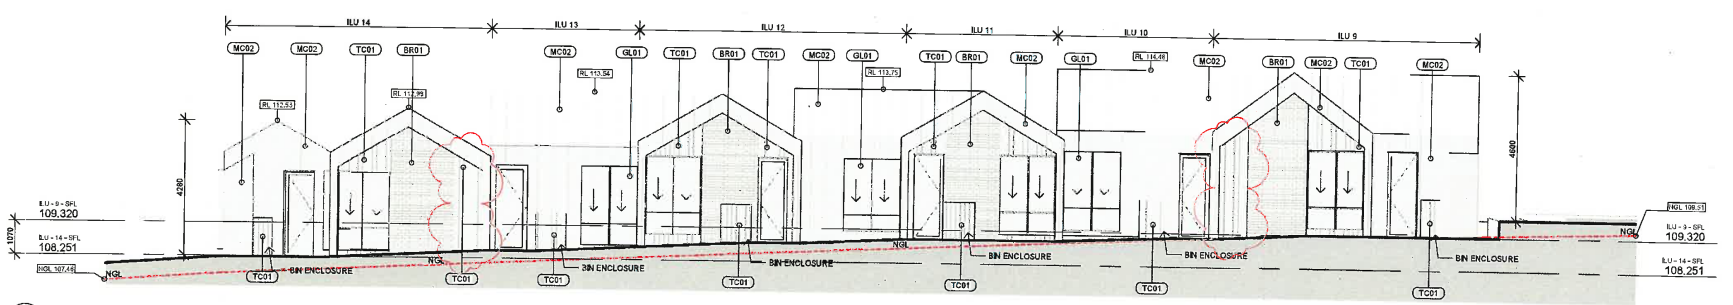 ILU 14 ILU 13 ILU 12 ILU 11 ILU 10 ILU 9
MC02 MC02 TC01 BR01 MC02 GL01 TC01 BR01 TC01 MC02 GL01 TC01 BR01 MC02 GL01 MC02 BR01 MC02 TC01 MC02
RL 113.54 RL 113.75 RL 114.48
RL 112.53 RL 112.99
4280
4600
1070
ILU - 9 - SFL
109,320
ILU - 14 - SFL
108,251
NGL 107.46
NGL
NGL
NGL
NGL
NGL 109.51
ILU - 9 - SFL
109,320
ILU - 14 - SFL
108,251
BIN ENCLOSURE BIN ENCLOSURE BIN ENCLOSURE BIN ENCLOSURE BIN ENCLOSURE BIN ENCLOSURE
TC01 TC01 TC01 TC01 TC01 TC01 TC01